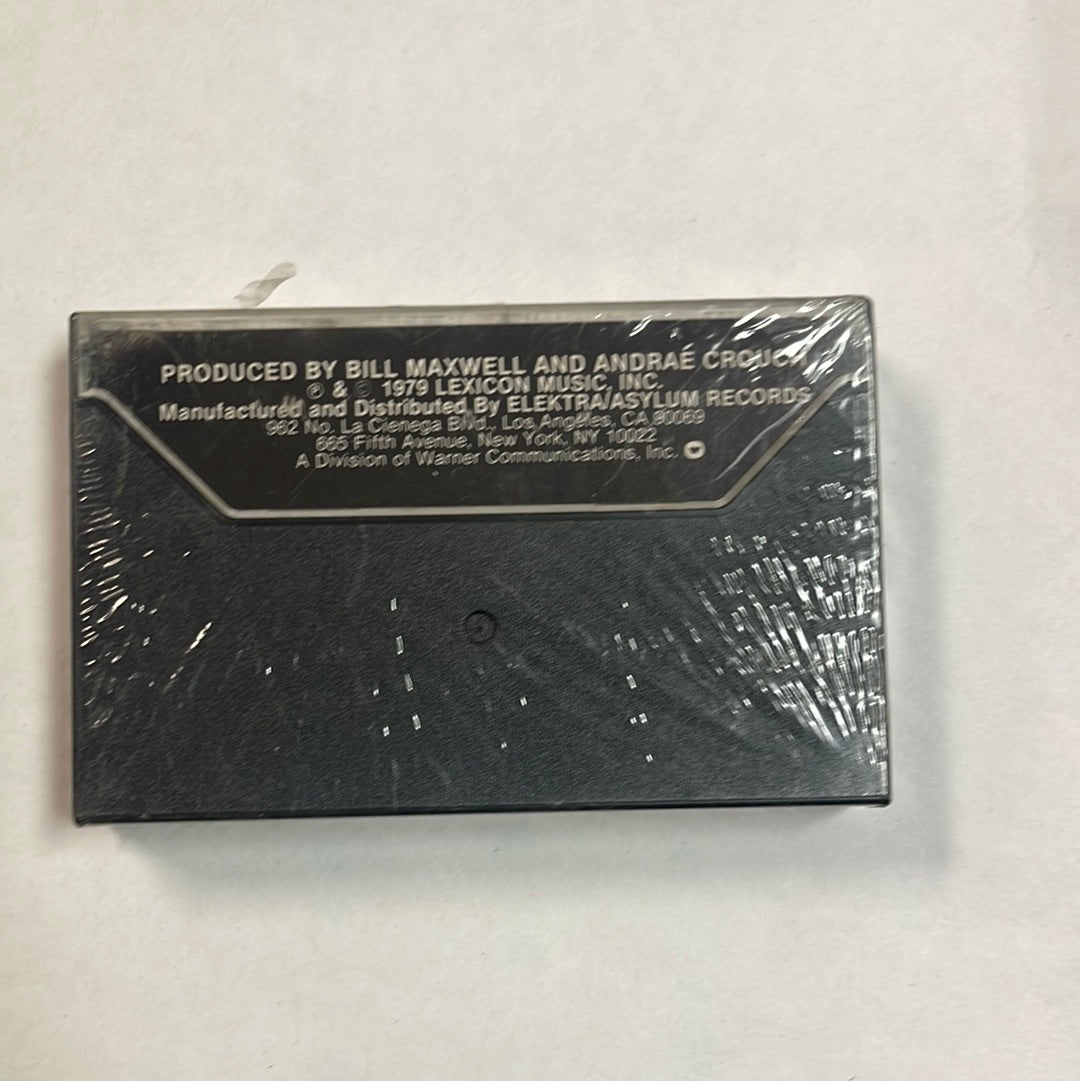 PRODUCED BY BILL MAXWELL AND ANDRAÉ CROUCH
℗ & © 1979 LEXICON MUSIC, INC.
Manufactured and Distributed By ELEKTRA/ASYLUM RECORDS
962 No. La Cienega Blvd., Los Angeles, CA 90069
665 Fifth Avenue, New York, NY 10022
A Division of Warner Communications, Inc.